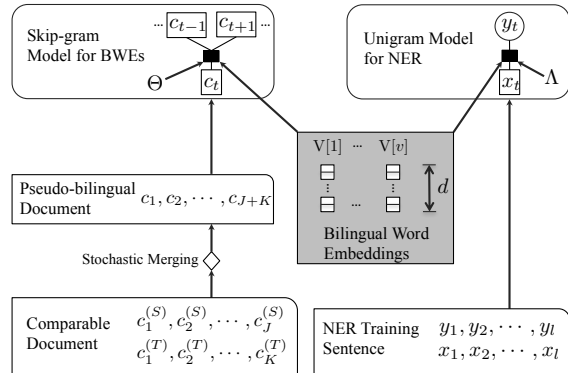 Skip-gram
Model for BWEs
··· c_{t−1} c_{t+1} ···
Θ
c_t
Unigram Model
for NER
y_t
x_t
Λ
V[1] ··· V[v]
d
···
Bilingual Word
Embeddings
Pseudo-bilingual
Document
c_1, c_2, ···, c_{J+K}
Stochastic Merging
Comparable
Document
c_1^{(S)}, c_2^{(S)}, ···, c_J^{(S)}
c_1^{(T)}, c_2^{(T)}, ···, c_K^{(T)}
NER Training
Sentence
y_1, y_2, ···, y_l
x_1, x_2, ···, x_l